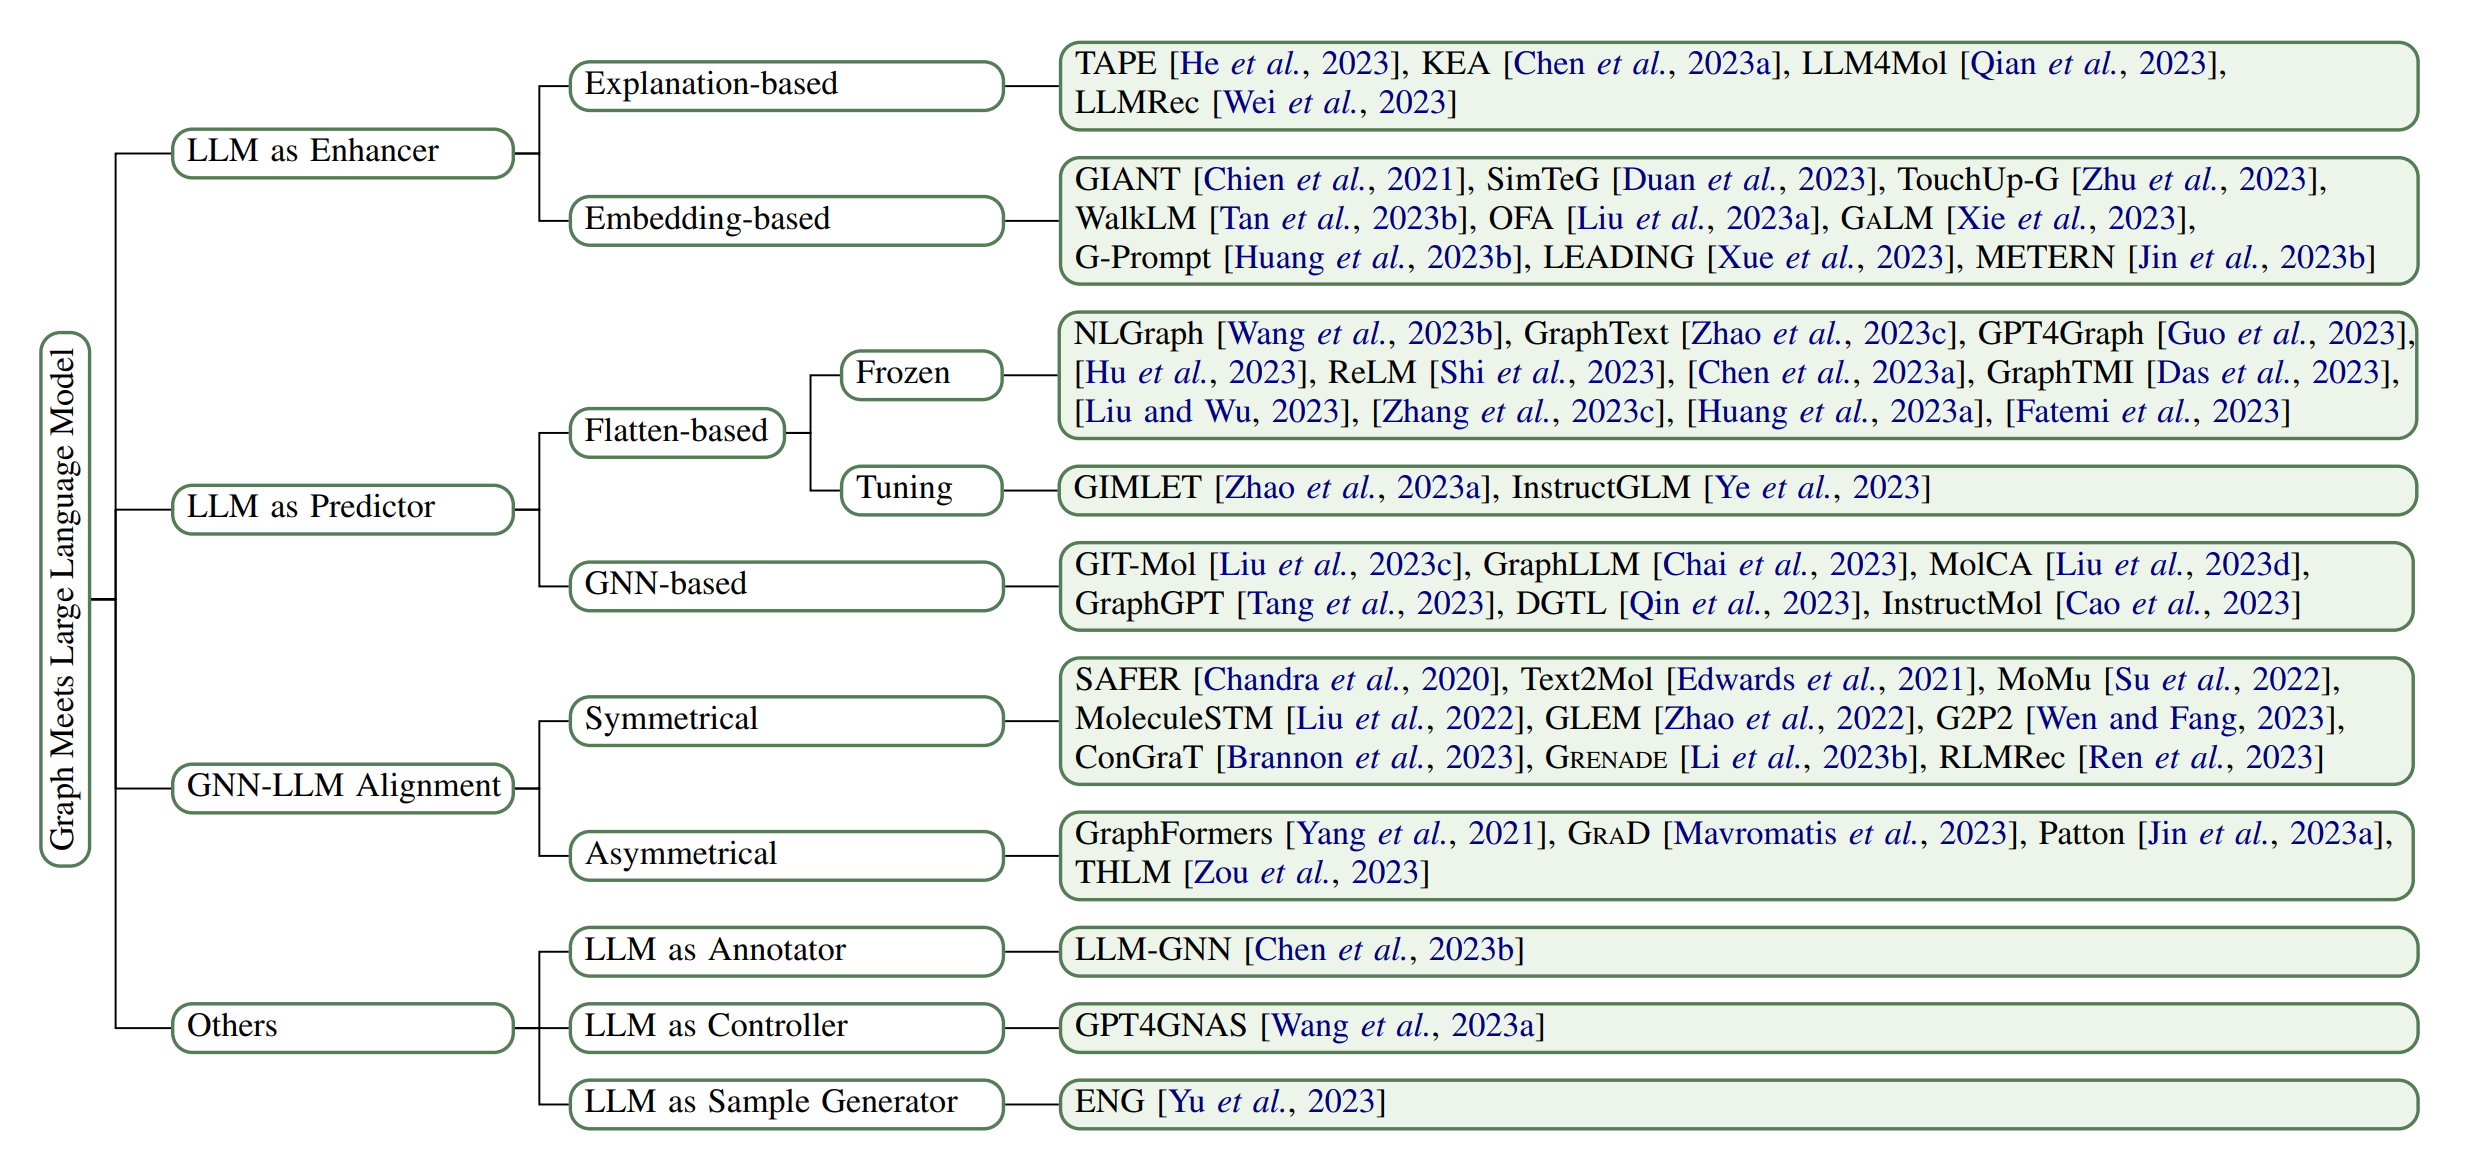 Graph Meets Large Language Model
LLM as Enhancer
Explanation-based
TAPE [He et al., 2023], KEA [Chen et al., 2023a], LLM4Mol [Qian et al., 2023],
LLMRec [Wei et al., 2023]
Embedding-based
GIANT [Chien et al., 2021], SimTeG [Duan et al., 2023], TouchUp-G [Zhu et al., 2023],
WalkLM [Tan et al., 2023b], OFA [Liu et al., 2023a], GALM [Xie et al., 2023],
G-Prompt [Huang et al., 2023b], LEADING [Xue et al., 2023], METERN [Jin et al., 2023b]
LLM as Predictor
Flatten-based
Frozen
NLGraph [Wang et al., 2023b], GraphText [Zhao et al., 2023c], GPT4Graph [Guo et al., 2023],
[Hu et al., 2023], ReLM [Shi et al., 2023], [Chen et al., 2023a], GraphTMI [Das et al., 2023],
[Liu and Wu, 2023], [Zhang et al., 2023c], [Huang et al., 2023a], [Fatemi et al., 2023]
Tuning
GIMLET [Zhao et al., 2023a], InstructGLM [Ye et al., 2023]
GNN-based
GIT-Mol [Liu et al., 2023c], GraphLLM [Chai et al., 2023], MolCA [Liu et al., 2023d],
GraphGPT [Tang et al., 2023], DGTL [Qin et al., 2023], InstructMol [Cao et al., 2023]
GNN-LLM Alignment
Symmetrical
SAFER [Chandra et al., 2020], Text2Mol [Edwards et al., 2021], MoMu [Su et al., 2022],
MoleculeSTM [Liu et al., 2022], GLEM [Zhao et al., 2022], G2P2 [Wen and Fang, 2023],
ConGraT [Brannon et al., 2023], GRENADE [Li et al., 2023b], RLMRec [Ren et al., 2023]
Asymmetrical
GraphFormers [Yang et al., 2021], GRAD [Mavromatis et al., 2023], Patton [Jin et al., 2023a],
THLM [Zou et al., 2023]
Others
LLM as Annotator
LLM-GNN [Chen et al., 2023b]
LLM as Controller
GPT4GNAS [Wang et al., 2023a]
LLM as Sample Generator
ENG [Yu et al., 2023]